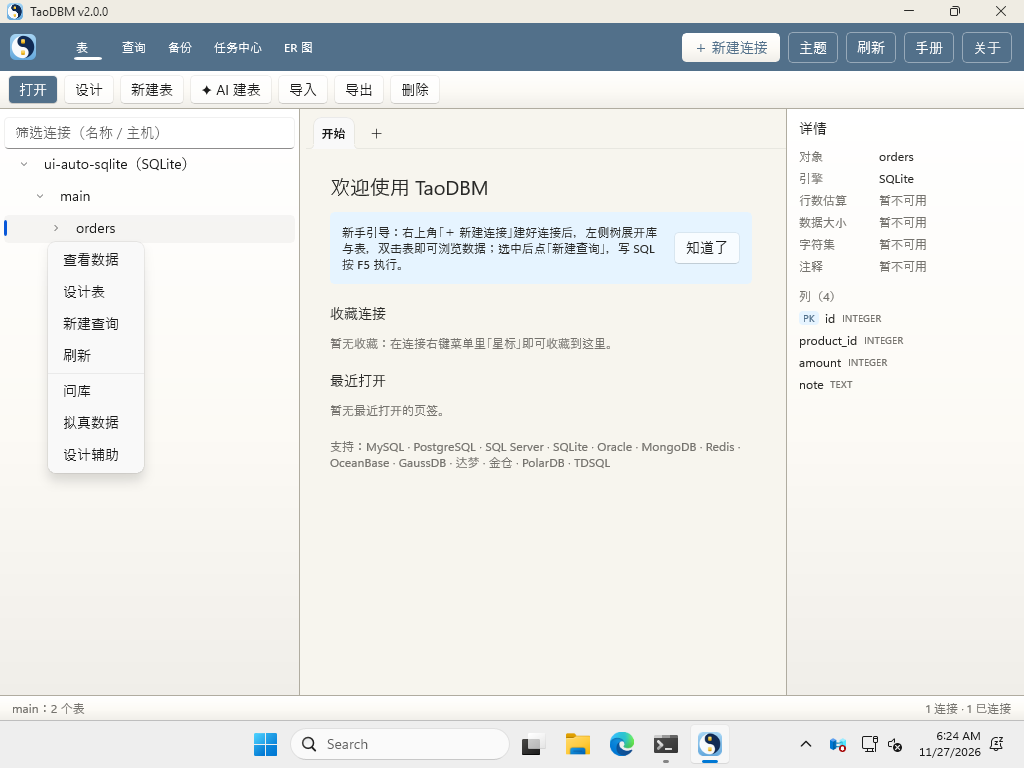 TaoDBM v2.0.0
表 查询 备份 任务中心 ER 图 ＋ 新建连接 主题 刷新 手册 关于
打开 设计 新建表 ✦ AI 建表 导入 导出 删除
筛选连接（名称 / 主机）
ui-auto-sqlite（SQLite）
main
orders
查看数据
设计表
新建查询
刷新
问库
拟真数据
设计辅助
开始 ＋
欢迎使用 TaoDBM
新手引导：右上角「＋ 新建连接」建好连接后，左侧树展开库
与表，双击表即可浏览数据；选中后点「新建查询」，写 SQL
按 F5 执行。
知道了
收藏连接
暂无收藏：在连接右键菜单里「星标」即可收藏到这里。
最近打开
暂无最近打开的页签。
支持：MySQL · PostgreSQL · SQL Server · SQLite · Oracle · MongoDB · Redis ·
OceanBase · GaussDB · 达梦 · 金仓 · PolarDB · TDSQL
详情
对象 orders
引擎 SQLite
行数估算 暂不可用
数据大小 暂不可用
字符集 暂不可用
注释 暂不可用
列（4）
PK id INTEGER
product_id INTEGER
amount INTEGER
note TEXT
main：2 个表
1 连接 · 1 已连接
Search
6:24 AM
11/27/2026